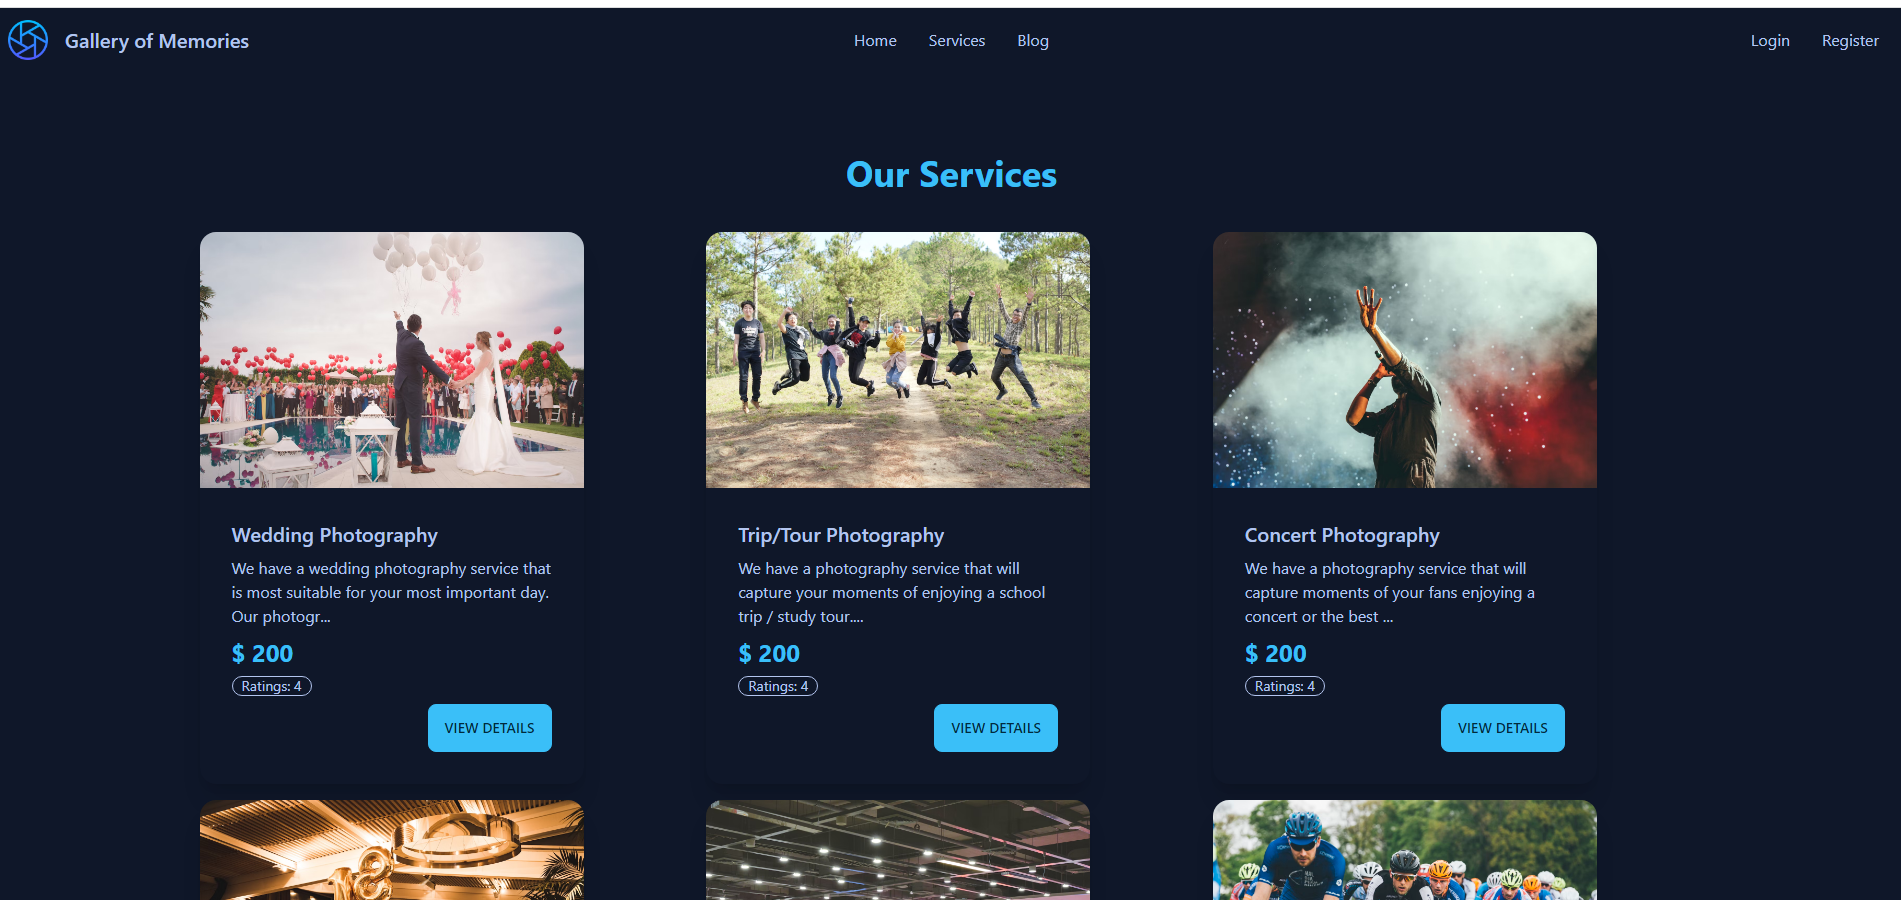 Gallery of Memories
Home Services Blog
Login Register
Our Services
Wedding Photography
We have a wedding photography service that
is most suitable for your most important day.
Our photogr...
$ 200
Ratings: 4
VIEW DETAILS
Trip/Tour Photography
We have a photography service that will
capture your moments of enjoying a school
trip / study tour....
$ 200
Ratings: 4
VIEW DETAILS
Concert Photography
We have a photography service that will
capture moments of your fans enjoying a
concert or the best ...
$ 200
Ratings: 4
VIEW DETAILS
18